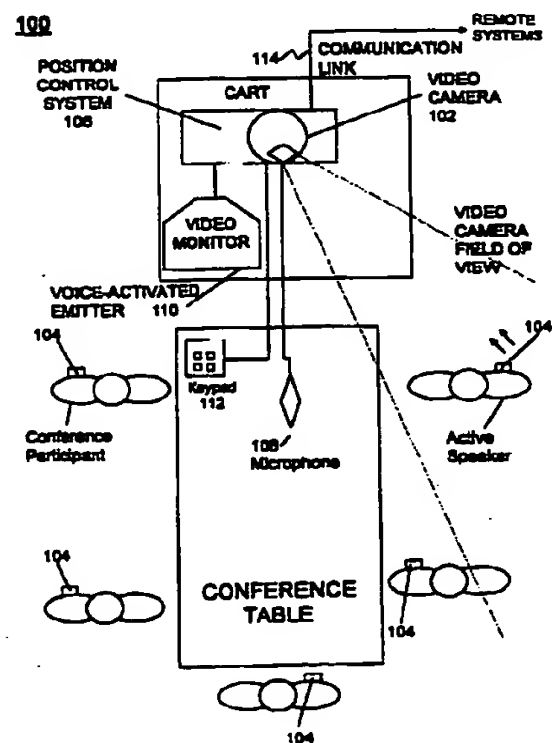 100
REMOTE
SYSTEMS
114
COMMUNICATION
LINK
POSITION
CONTROL
SYSTEM
106
CART
VIDEO
CAMERA
102
VIDEO
MONITOR
VIDEO
CAMERA
FIELD OF
VIEW
VOICE-ACTIVATED
EMITTER 110
104
Keypad
112
104
Conference
Participant
108
Microphone
Active
Speaker
104
CONFERENCE
TABLE
104
104